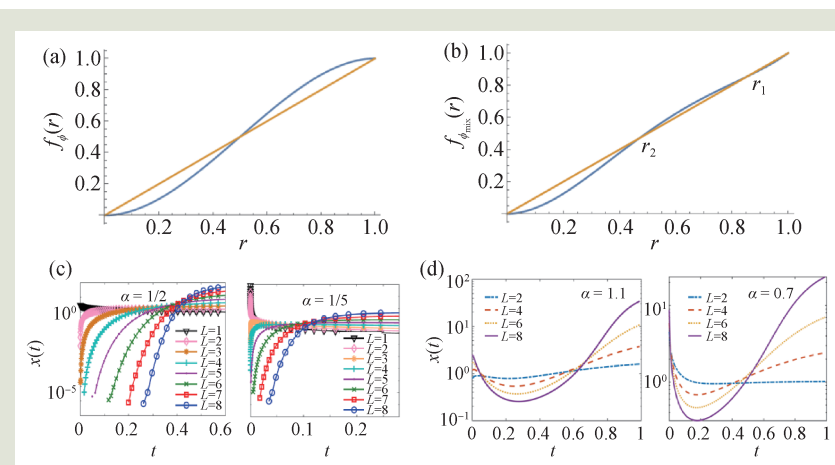 (a)
1.0
0.8
0.6
0.4
0.2
f_ϕ(r)
0.2 0.4 0.6 0.8 1.0
r
(b)
1.0
0.8
0.6
0.4
0.2
f_ϕmix(r)
r₁
r₂
0.2 0.4 0.6 0.8 1.0
r
(c)
x(t)
10⁰
10⁻⁵
α = 1/2
L=1
L=2
L=3
L=4
L=5
L=6
L=7
L=8
0 0.2 0.4 0.6
t
α = 1/5
L=1
L=2
L=3
L=4
L=5
L=6
L=7
L=8
0 0.1 0.2
t
(d)
x(t)
10²
10¹
10⁰
10⁻¹
L=2
L=4
L=6
L=8
α = 1.1
0 0.2 0.4 0.6 0.8 1
t
10¹
10⁰
L=2
L=4
L=6
L=8
α = 0.7
0 0.2 0.4 0.6 0.8 1
t